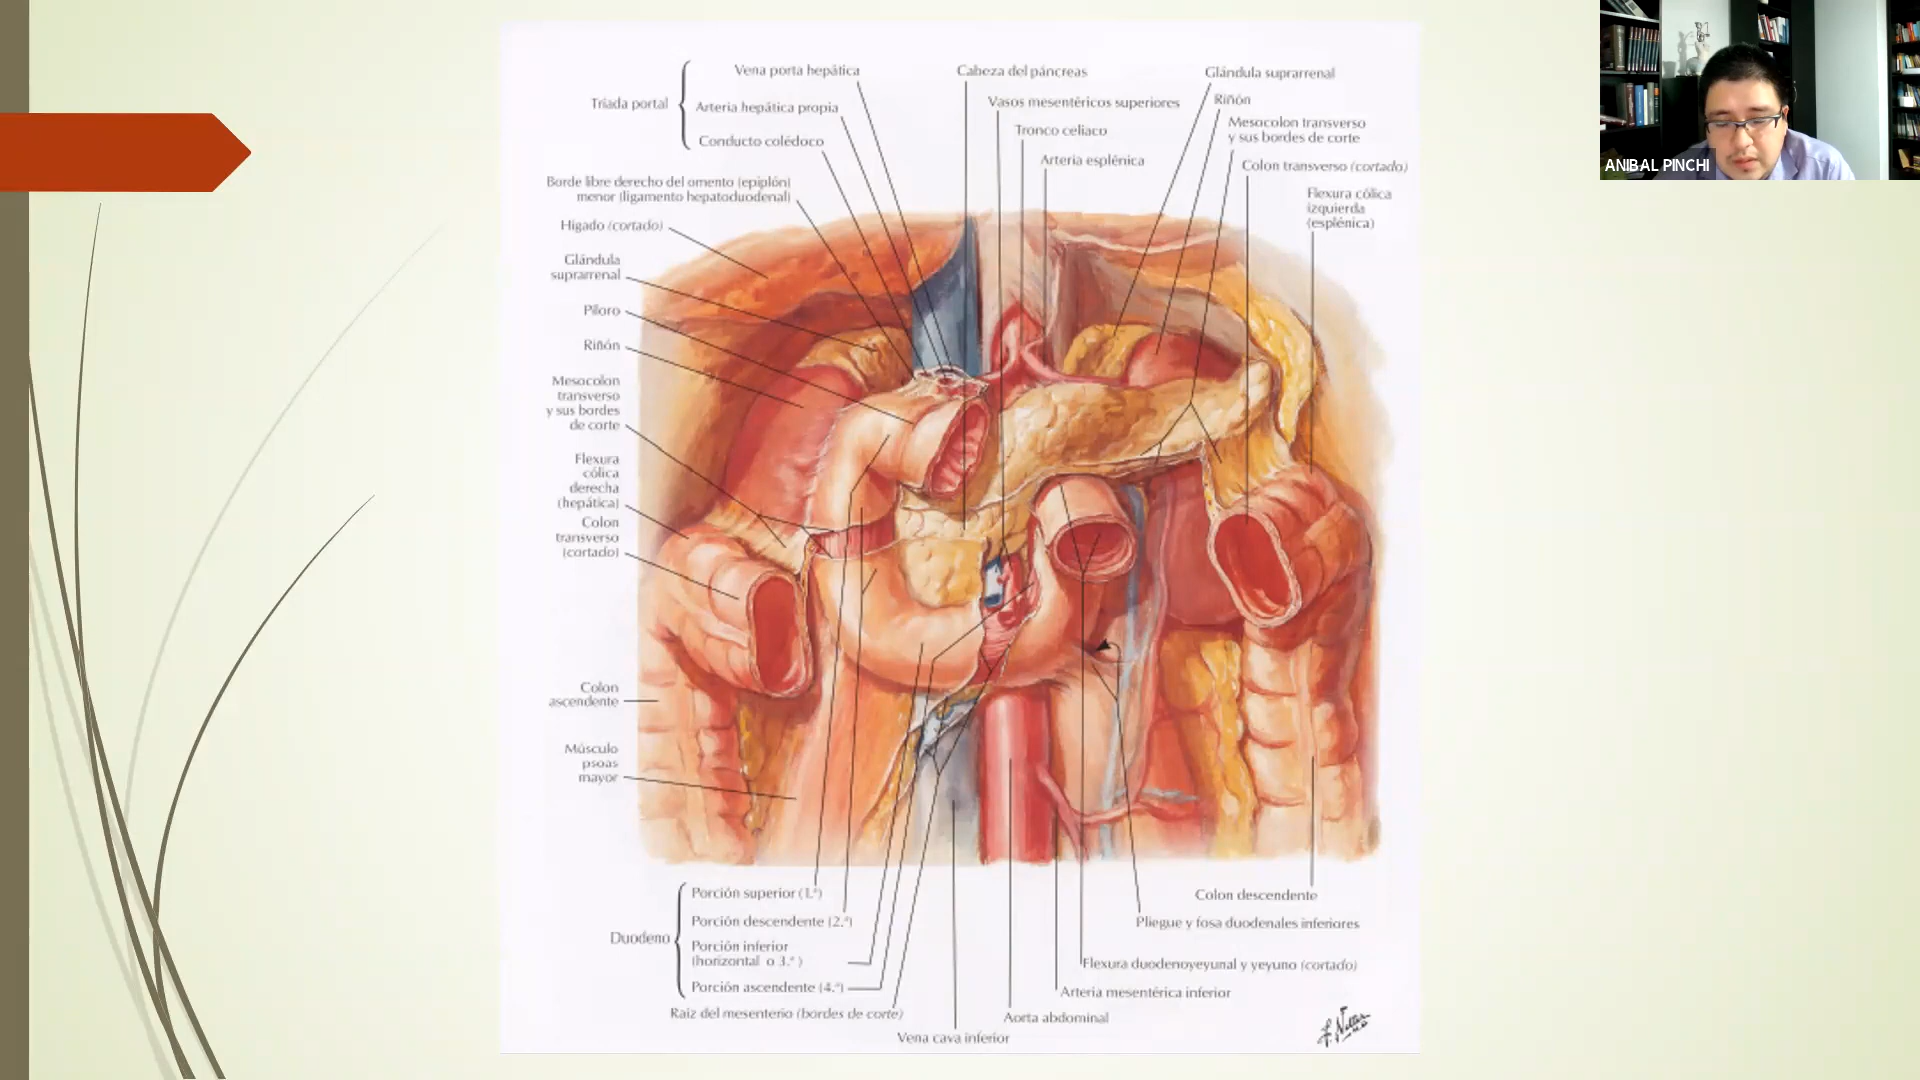 Vena porta hepática
Tríada portal
Arteria hepática propia
Conducto colédoco
Borde libre derecho del omento (epiplón)
menor (ligamento hepatoduodenal)
Hígado (cortado)
Glándula
suprarrenal
Píloro
Riñón
Mesocolon
transverso
y sus bordes
de corte
Flexura
cólica
derecha
(hepática)
Colon
transverso
(cortado)
Colon
ascendente
Músculo
psoas
mayor
Cabeza del páncreas
Vasos mesentéricos superiores
Tronco celíaco
Arteria esplénica
Glándula suprarrenal
Riñón
Mesocolon transverso
y sus bordes de corte
Colon transverso (cortado)
Flexura cólica
izquierda
(esplénica)
ANIBAL PINCHI
Duodeno
Porción superior (1.ª)
Porción descendente (2.ª)
Porción inferior
(horizontal o 3.ª )
Porción ascendente (4.ª)
Raíz del mesenterio (bordes de corte)
Vena cava inferior
Aorta abdominal
Arteria mesentérica inferior
Flexura duodenoyeyunal y yeyuno (cortado)
Pliegue y fosa duodenales inferiores
Colon descendente
F. Netter
M.D.